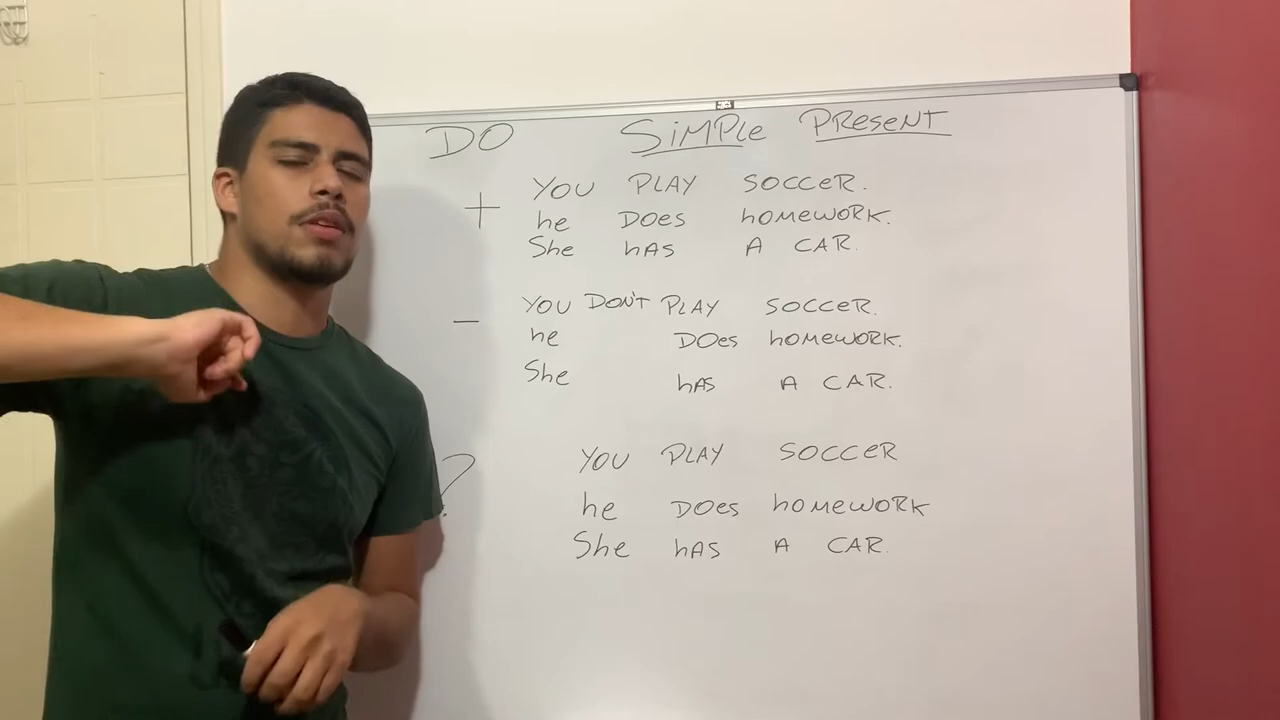 DO SiMPLe PReSeNT
+ YOU PLAY SOCCeR.
he DOes hOMeWORK.
She hAS A CAR.
- YOU DON'T PLAY SOCCeR.
he DOes hOMeWORK.
She hAS A CAR.
? YOU PLAY SOCCeR
he DOes hOMeWORK
She hAS A CAR.